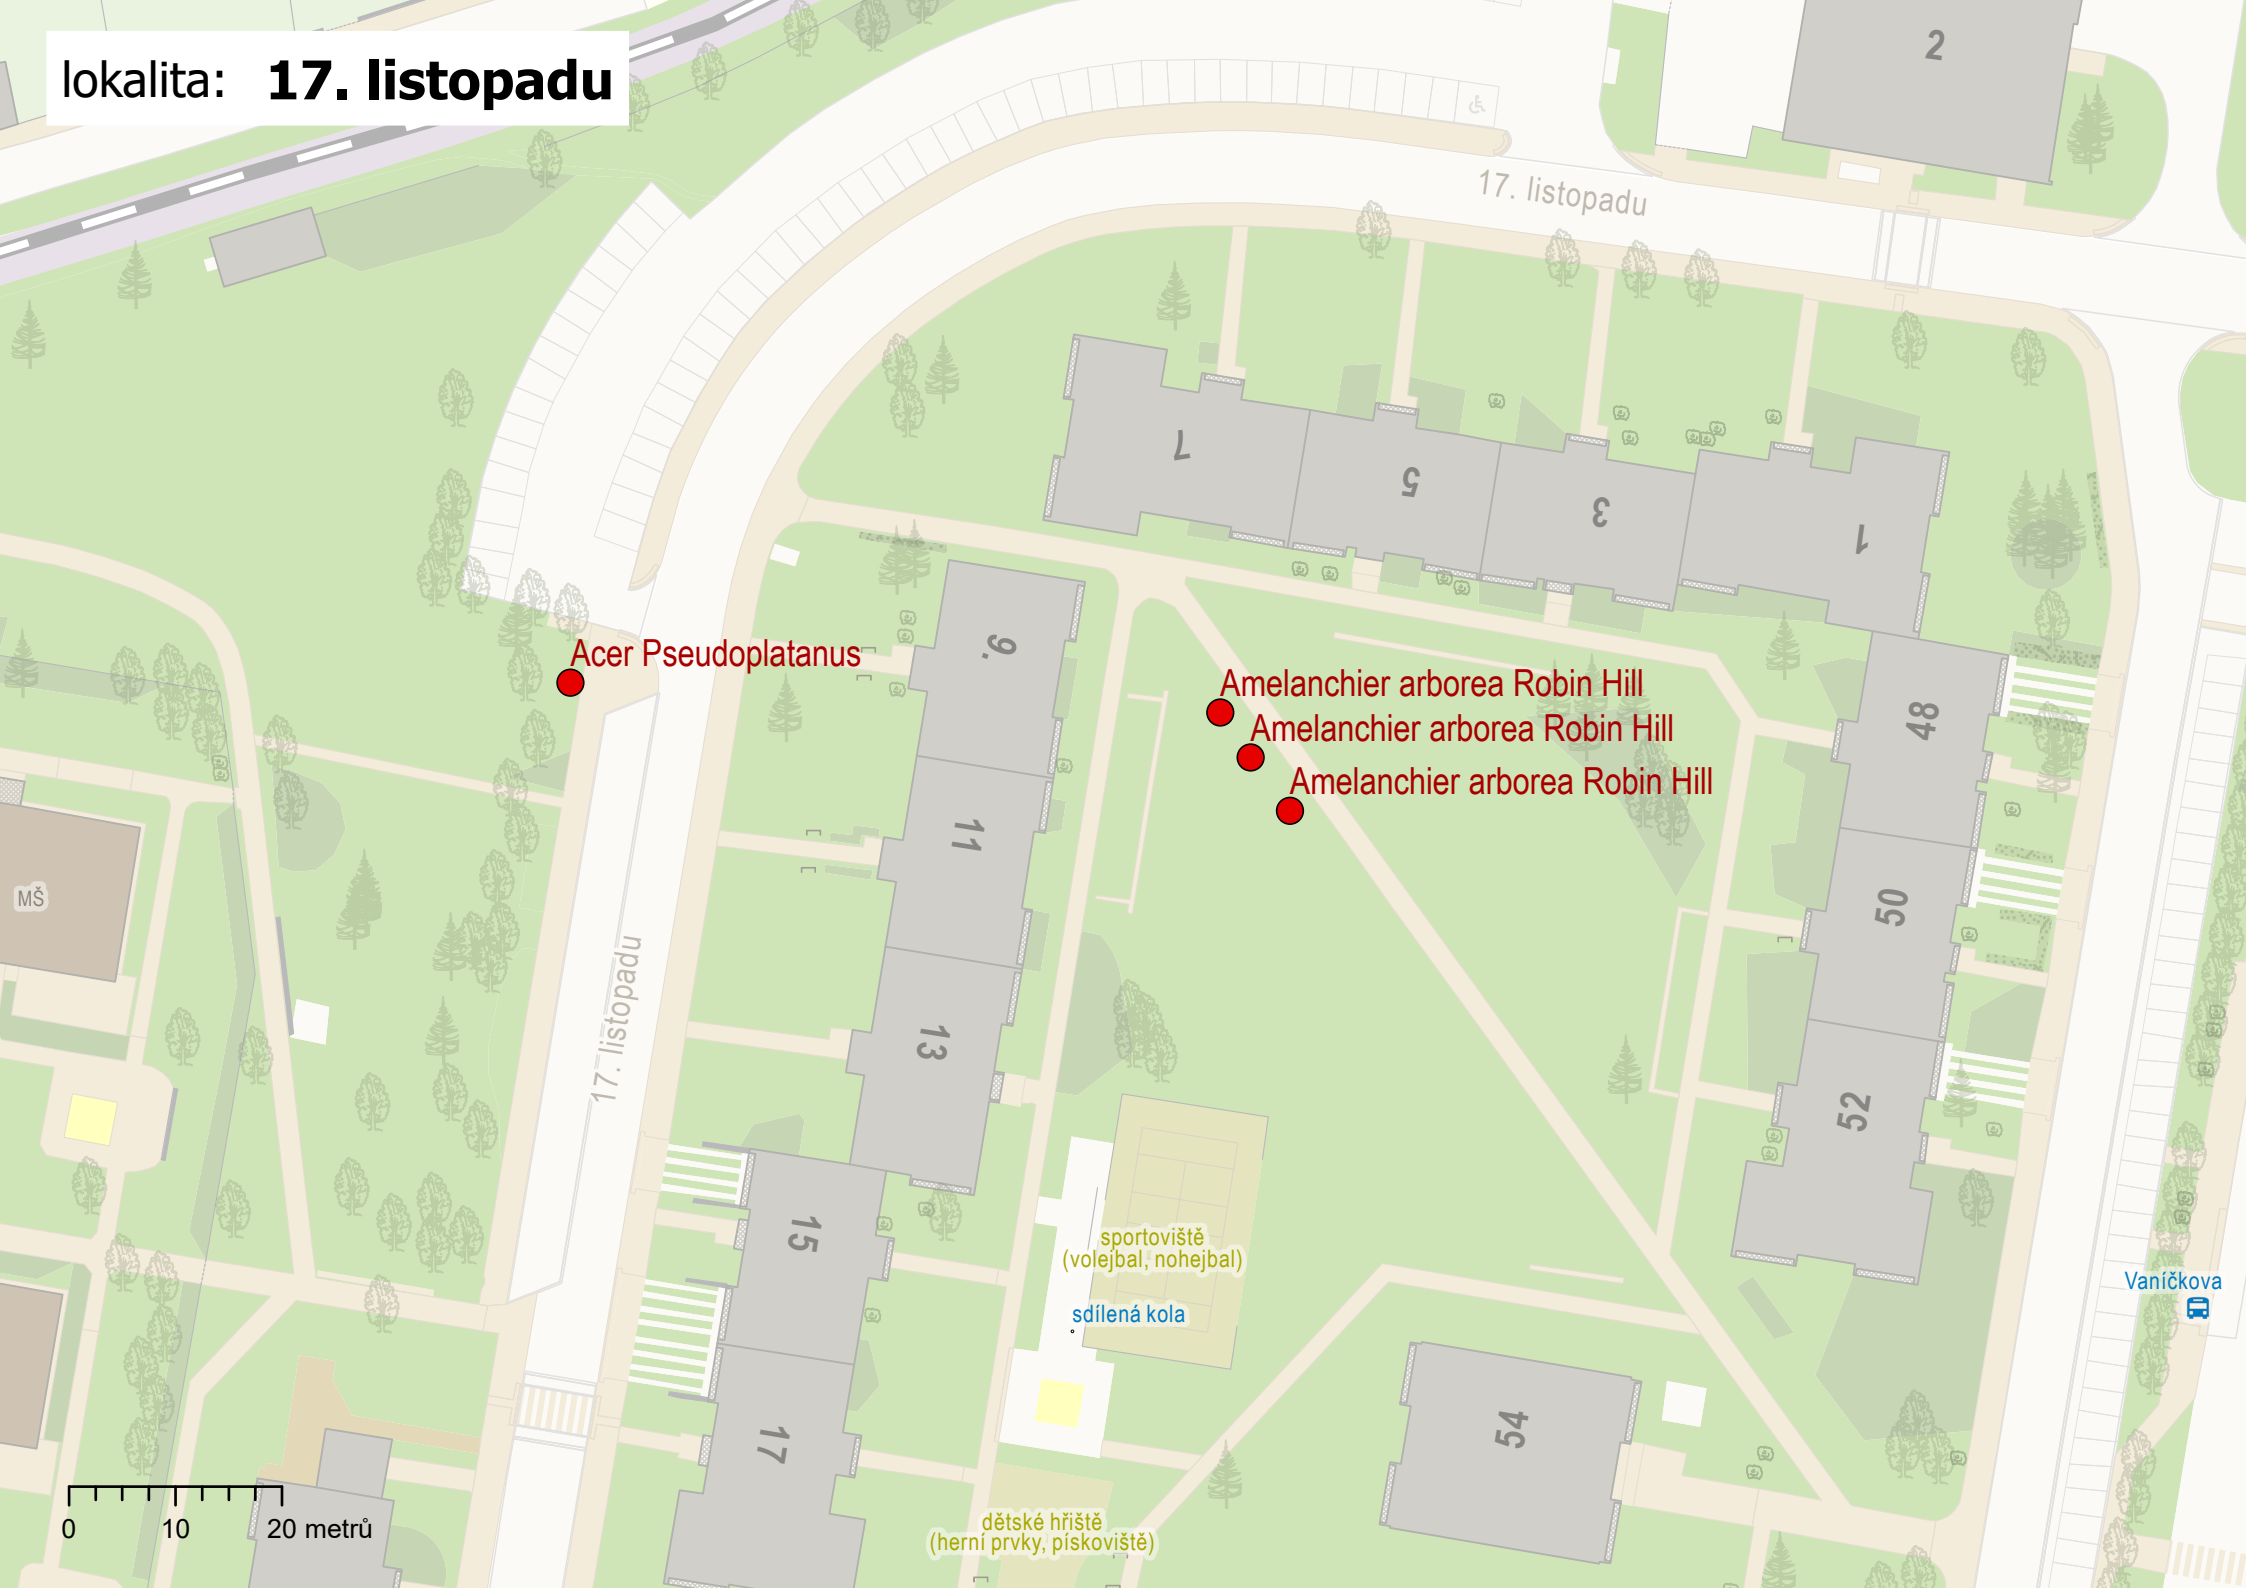 lokalita: 17. listopadu
2
17. listopadu
7
5
3
1
9.
Acer Pseudoplatanus
Amelanchier arborea Robin Hill
Amelanchier arborea Robin Hill
Amelanchier arborea Robin Hill
48
11
50
MŠ
17. listopadu
13
52
15
sportoviště
(volejbal, nohejbal)
sdílená kola
Vaníčkova
17
54
0 10 20 metrů
dětské hřiště
(herní prvky, pískoviště)